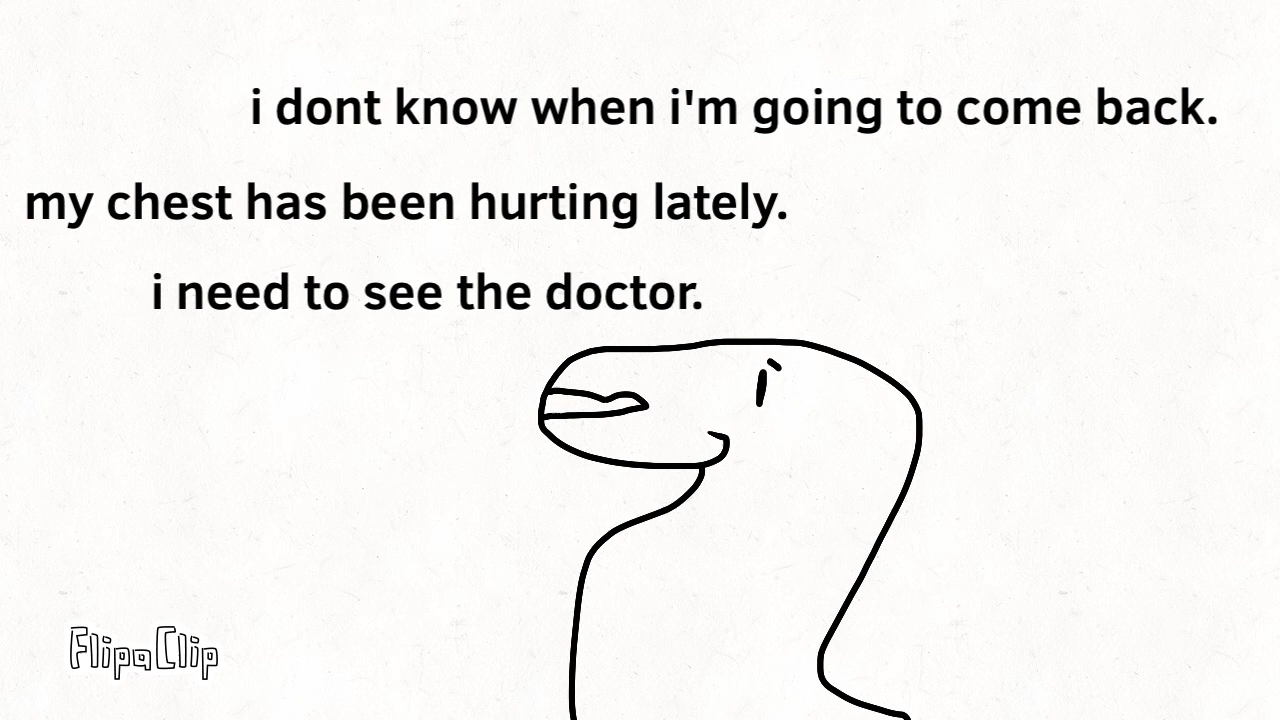 i dont know when i'm going to come back.
my chest has been hurting lately.
i need to see the doctor.
FlipaClip